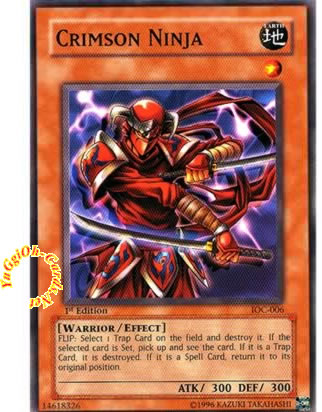 CRIMSON NINJA
EARTH
地
YuGgiOh-Cards.Net
1st Edition
IOC-006
[WARRIOR/EFFECT]
FLIP: Select 1 Trap Card on the field and destroy it. If the
selected card is Set, pick up and see the card. If it is a Trap
Card, it is destroyed. If it is a Spell Card, return it to its
original position.
ATK/ 300 DEF/ 300
14618326
©1996 KAZUKI TAKAHASHI